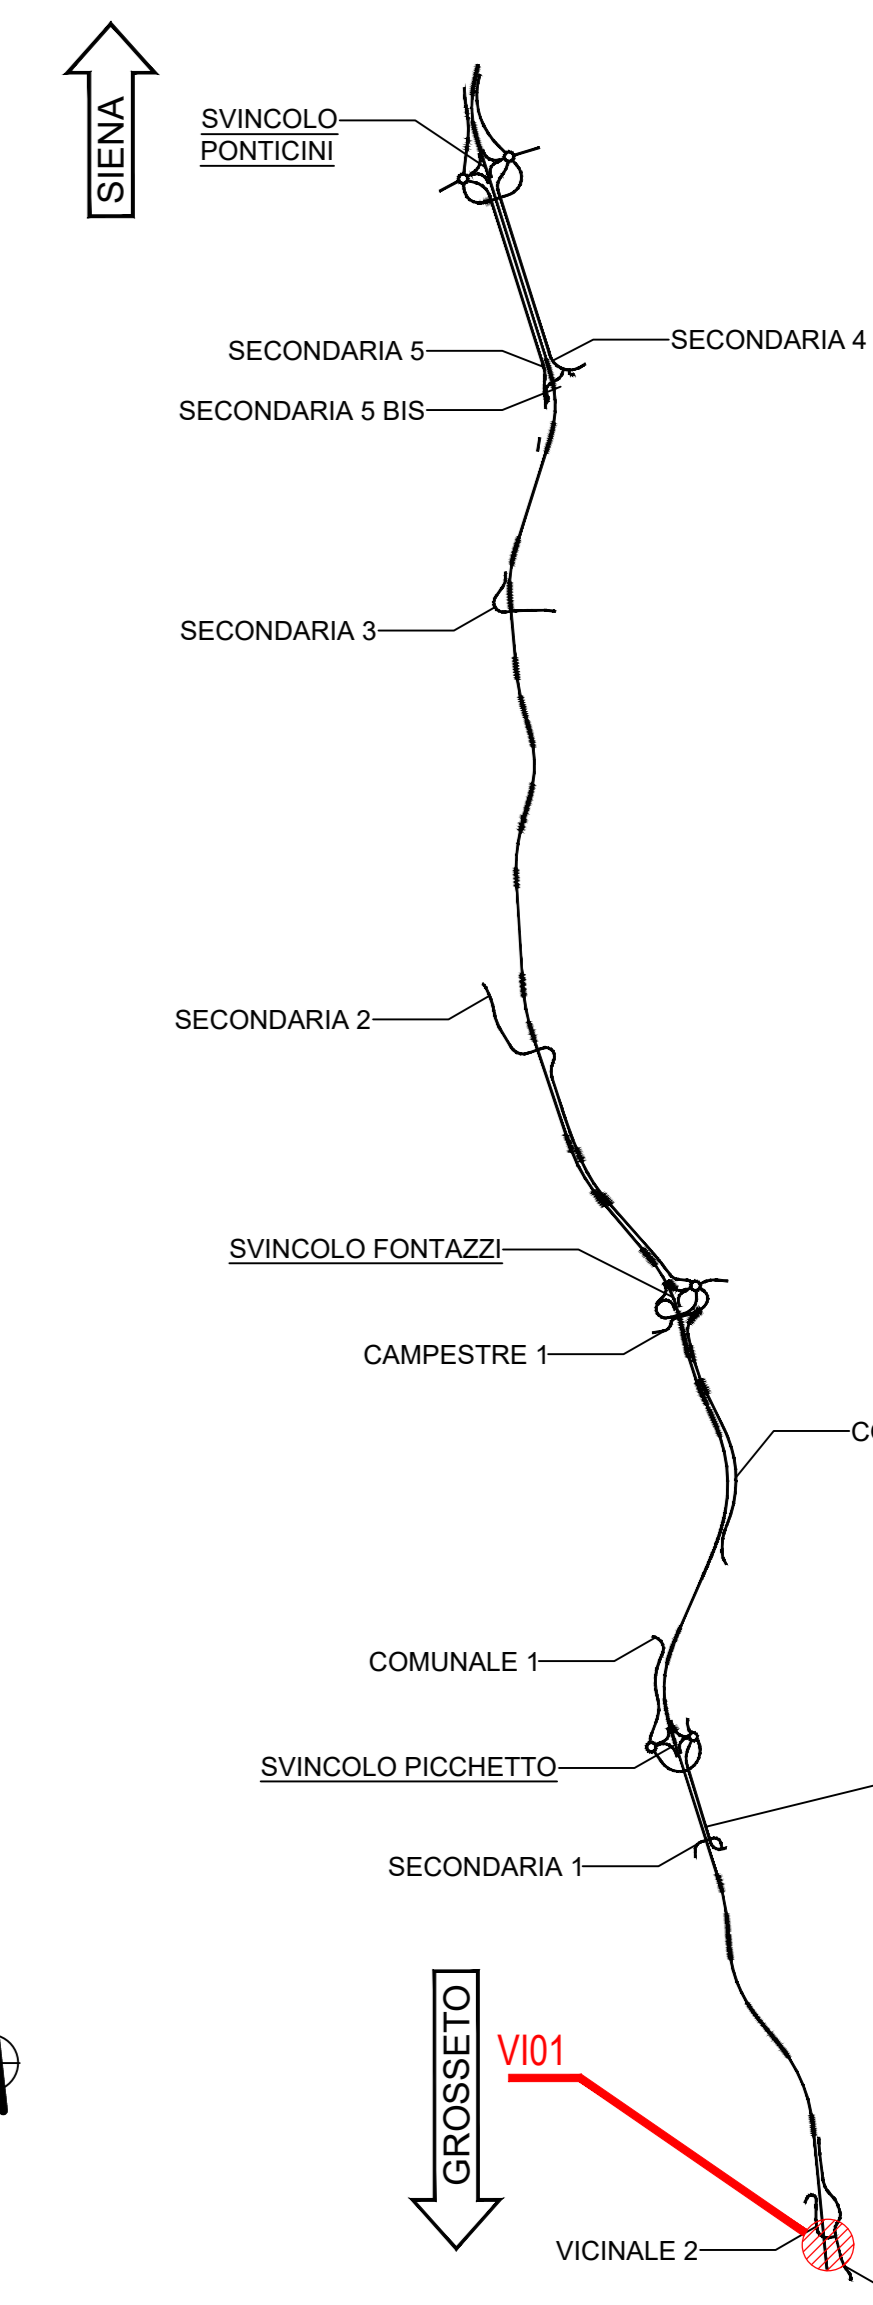 SIENA
SVINCOLO
PONTICINI
SECONDARIA 4
SECONDARIA 5
SECONDARIA 5 BIS
SECONDARIA 3
SECONDARIA 2
SVINCOLO FONTAZZI
CAMPESTRE 1
COMUNALE 1
SVINCOLO PICCHETTO
SECONDARIA 1
GROSSETO
VI01
VICINALE 2